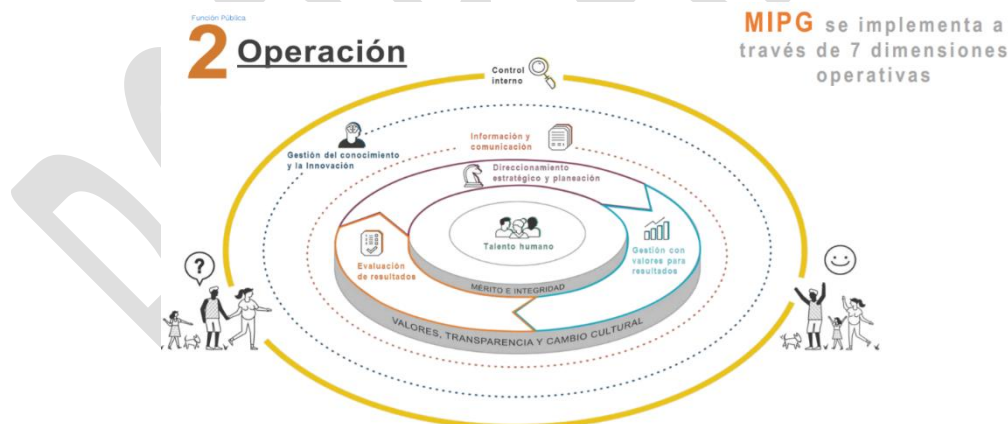 Función Pública
2 Operación
MIPG se implementa a
través de 7 dimensiones
operativas
Control
interno
Gestión del conocimiento
y la Innovación
Información y
comunicación
Direccionamiento
estratégico y planeación
Talento humano
Evaluación
de resultados
Gestión con
valores para
resultados
MÉRITO E INTEGRIDAD
VALORES, TRANSPARENCIA Y CAMBIO CULTURAL
?